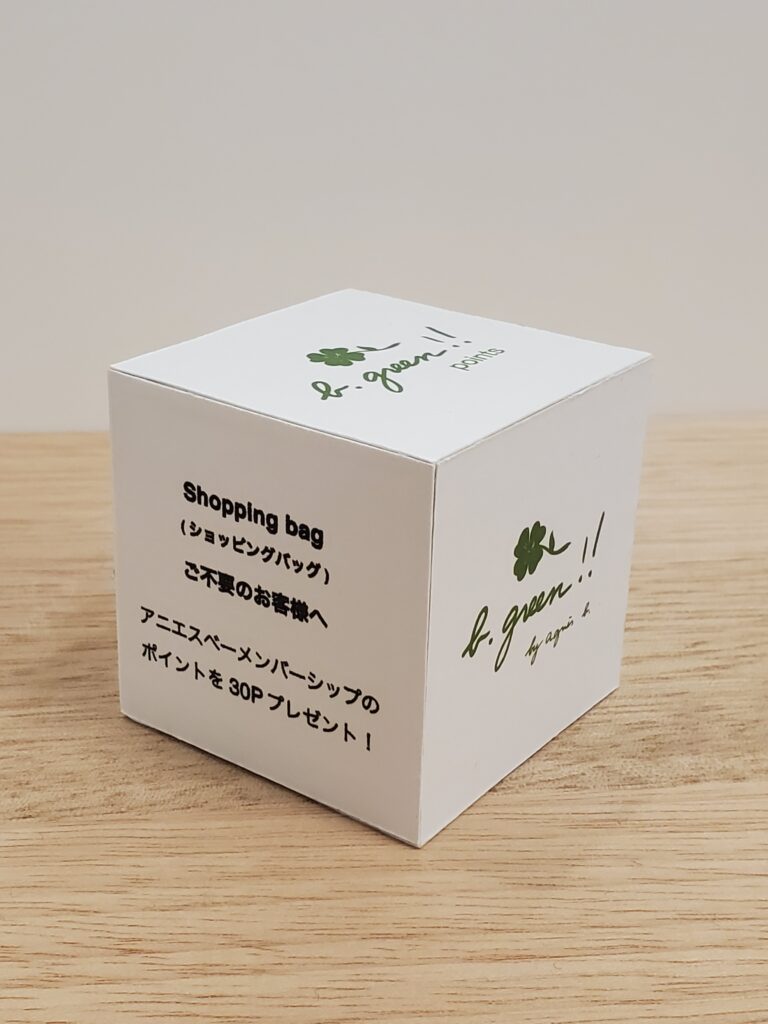 b. green!!
points
Shopping bag
(ショッピングバッグ)
ご不要のお客様へ
アニエスベーメンバーシップの
ポイントを 30P プレゼント！
b. green!!
by agnès b.